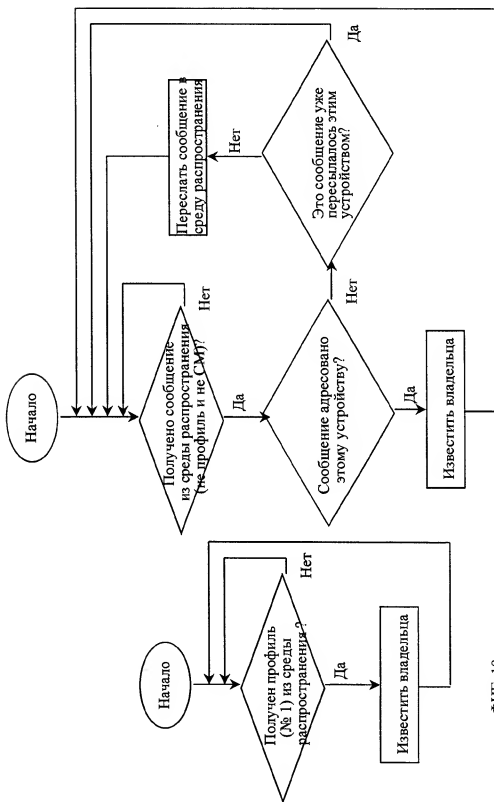 Начало
Получен профиль
(№ 1) из среды
распространения ?
Нет
Да
Известить владельца
Начало
Получено сообщение
из среды распространения
(не профиль и не СМ)?
Нет
Да
Сообщение адресовано
этому устройству?
Нет
Да
Известить владельца
Переслать сообщение в
среду распространения
Нет
Это сообщение уже
пересылалось этим
устройством?
Да